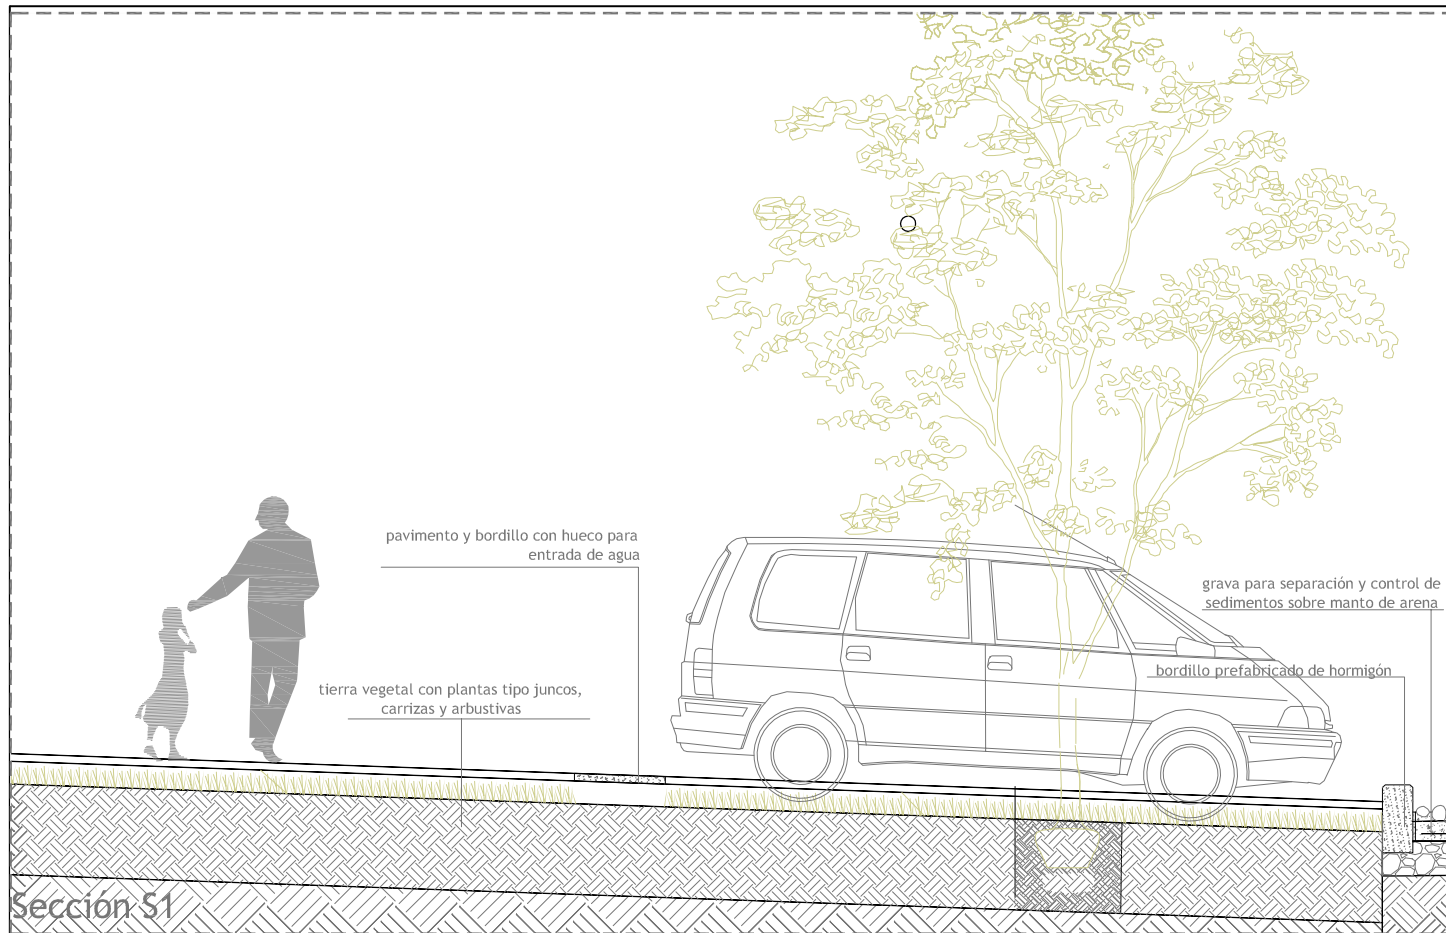 pavimento y bordillo con hueco para
entrada de agua
grava para separación y control de
sedimentos sobre manto de arena
bordillo prefabricado de hormigón
tierra vegetal con plantas tipo juncos,
carrizas y arbustivas
Sección S1